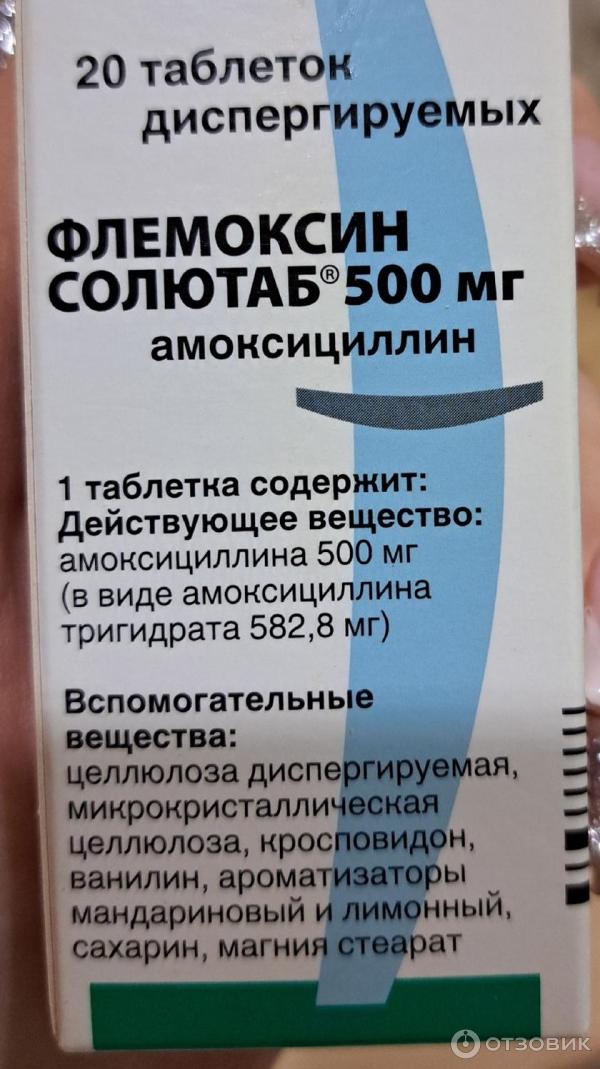 20 таблеток
диспергируемых
ФЛЕМОКСИН
СОЛЮТАБ® 500 мг
амоксициллин
1 таблетка содержит:
Действующее вещество:
амоксициллина 500 мг
(в виде амоксициллина
тригидрата 582,8 мг)
Вспомогательные
вещества:
целлюлоза диспергируемая,
микрокристаллическая
целлюлоза, кросповидон,
ванилин, ароматизаторы
мандариновый и лимонный,
сахарин, магния стеарат
ОТЗОВИК